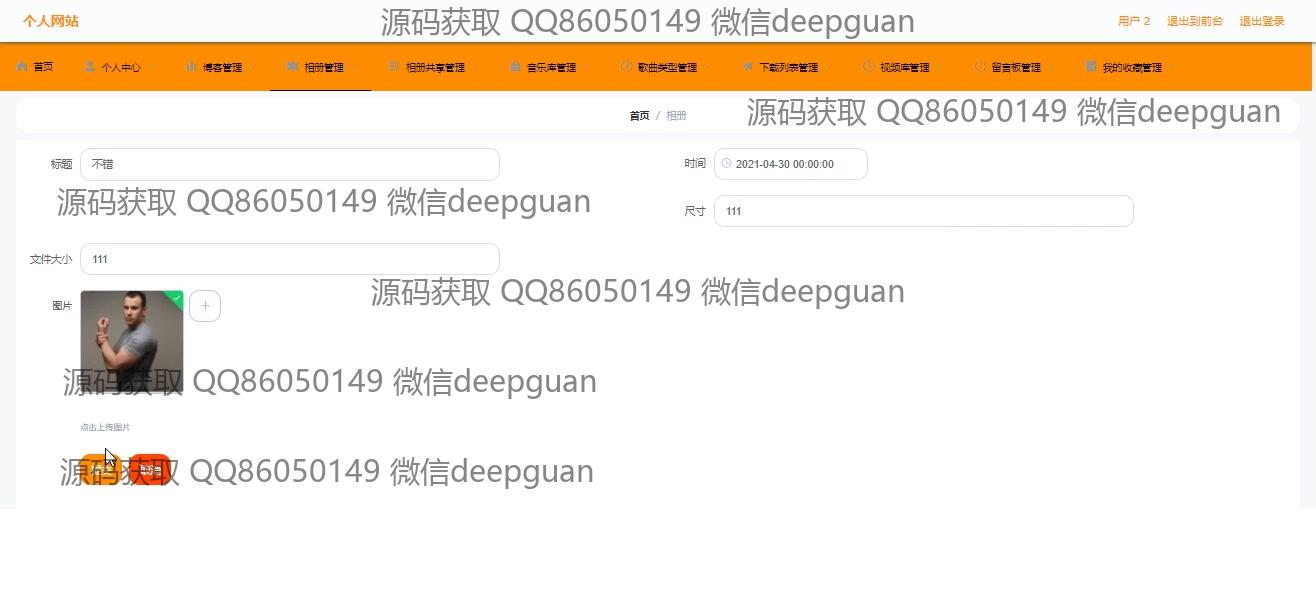 个人网站
源码获取 QQ86050149 微信deepguan
用户 2 退出到前台 退出登录
首页 个人中心 博客管理 相册管理 相册共享管理 音乐库管理 歌曲类型管理 下载列表管理 视频库管理 留言板管理 我的收藏管理
首页 / 相册
源码获取 QQ86050149 微信deepguan
标题 不错
时间 2021-04-30 00:00:00
源码获取 QQ86050149 微信deepguan
尺寸 111
文件大小 111
源码获取 QQ86050149 微信deepguan
图片
源码获取 QQ86050149 微信deepguan
点击上传图片
源码获取 QQ86050149 微信deepguan
取消